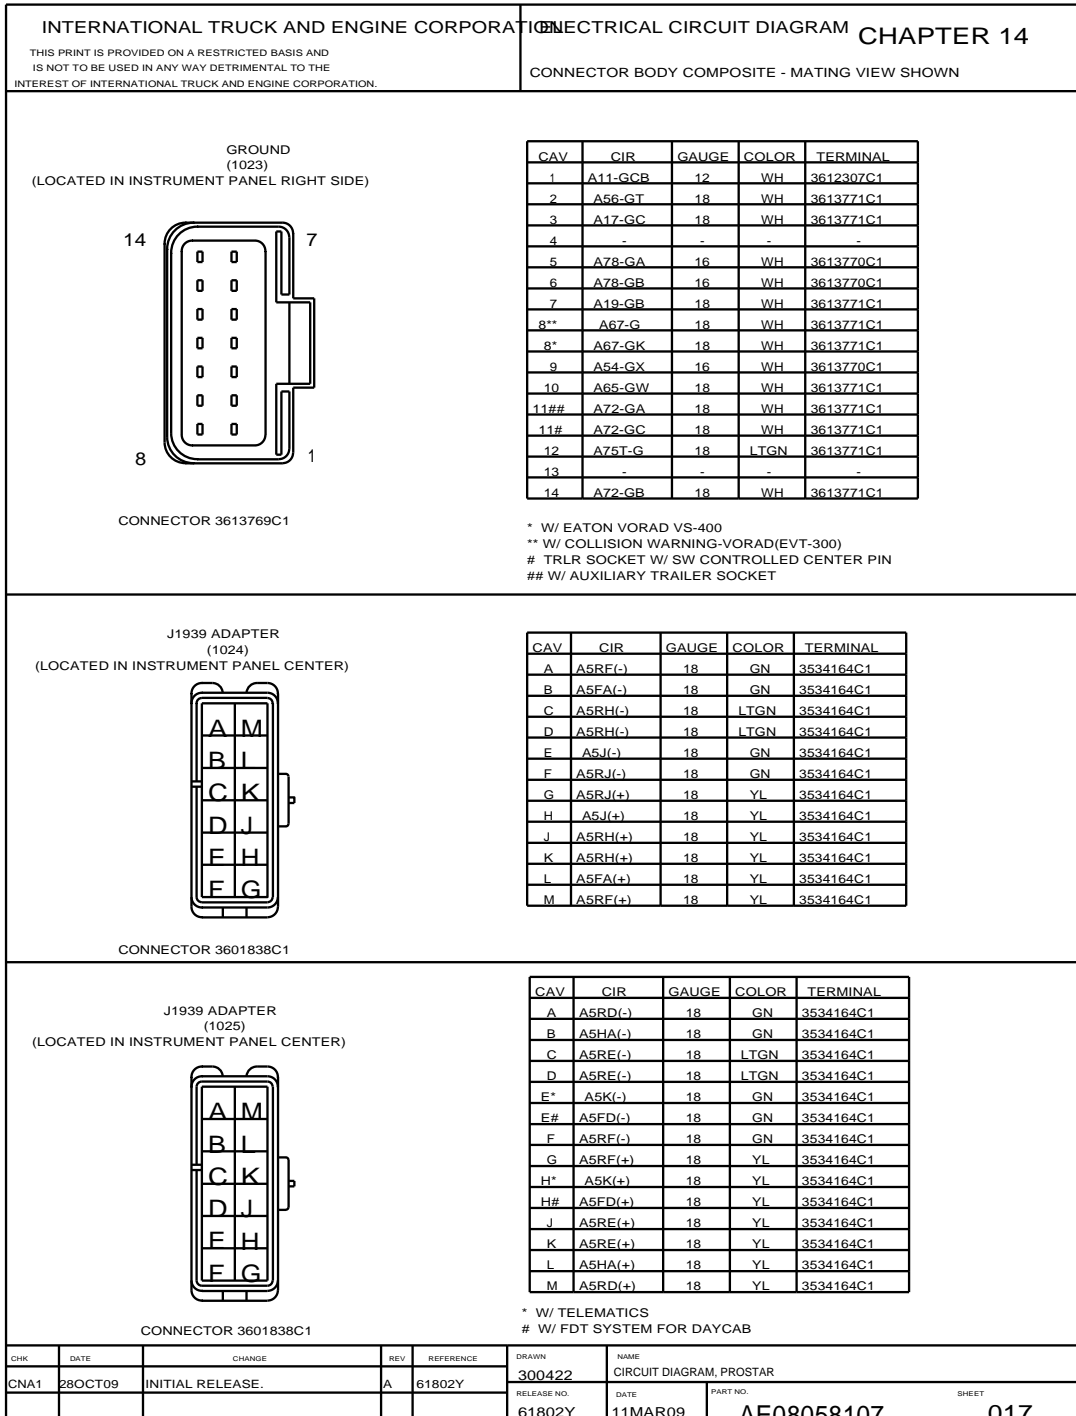 INTERNATIONAL TRUCK AND ENGINE CORPORATION
THIS PRINT IS PROVIDED ON A RESTRICTED BASIS AND
IS NOT TO BE USED IN ANY WAY DETRIMENTAL TO THE
INTEREST OF INTERNATIONAL TRUCK AND ENGINE CORPORATION.
ELECTRICAL CIRCUIT DIAGRAM CHAPTER 14
CONNECTOR BODY COMPOSITE - MATING VIEW SHOWN
GROUND
(1023)
(LOCATED IN INSTRUMENT PANEL RIGHT SIDE)
14 7
8 1
CONNECTOR 3613769C1
CAV CIR GAUGE COLOR TERMINAL
1 A11-GCB 12 WH 3612307C1
2 A56-GT 18 WH 3613771C1
3 A17-GC 18 WH 3613771C1
4 - - - -
5 A78-GA 16 WH 3613770C1
6 A78-GB 16 WH 3613770C1
7 A19-GB 18 WH 3613771C1
8** A67-G 18 WH 3613771C1
8* A67-GK 18 WH 3613771C1
9 A54-GX 16 WH 3613770C1
10 A65-GW 18 WH 3613771C1
11## A72-GA 18 WH 3613771C1
11# A72-GC 18 WH 3613771C1
12 A75T-G 18 LTGN 3613771C1
13 - - - -
14 A72-GB 18 WH 3613771C1
* W/ EATON VORAD VS-400
** W/ COLLISION WARNING-VORAD(EVT-300)
# TRLR SOCKET W/ SW CONTROLLED CENTER PIN
## W/ AUXILIARY TRAILER SOCKET
J1939 ADAPTER
(1024)
(LOCATED IN INSTRUMENT PANEL CENTER)
A M
B L
C K
D J
E H
F G
CONNECTOR 3601838C1
CAV CIR GAUGE COLOR TERMINAL
A A5RF(-) 18 GN 3534164C1
B A5FA(-) 18 GN 3534164C1
C A5RH(-) 18 LTGN 3534164C1
D A5RH(-) 18 LTGN 3534164C1
E A5J(-) 18 GN 3534164C1
F A5RJ(-) 18 GN 3534164C1
G A5RJ(+) 18 YL 3534164C1
H A5J(+) 18 YL 3534164C1
J A5RH(+) 18 YL 3534164C1
K A5RH(+) 18 YL 3534164C1
L A5FA(+) 18 YL 3534164C1
M A5RF(+) 18 YL 3534164C1
J1939 ADAPTER
(1025)
(LOCATED IN INSTRUMENT PANEL CENTER)
A M
B L
C K
D J
E H
F G
CONNECTOR 3601838C1
CAV CIR GAUGE COLOR TERMINAL
A A5RD(-) 18 GN 3534164C1
B A5HA(-) 18 GN 3534164C1
C A5RE(-) 18 LTGN 3534164C1
D A5RE(-) 18 LTGN 3534164C1
E* A5K(-) 18 GN 3534164C1
E# A5FD(-) 18 GN 3534164C1
F A5RF(-) 18 GN 3534164C1
G A5RF(+) 18 YL 3534164C1
H* A5K(+) 18 YL 3534164C1
H# A5FD(+) 18 YL 3534164C1
J A5RE(+) 18 YL 3534164C1
K A5RE(+) 18 YL 3534164C1
L A5HA(+) 18 YL 3534164C1
M A5RD(+) 18 YL 3534164C1
* W/ TELEMATICS
# W/ FDT SYSTEM FOR DAYCAB
CHK DATE CHANGE REV REFERENCE
CNA1 28OCT09 INITIAL RELEASE. A 61802Y
DRAWN
300422
NAME
CIRCUIT DIAGRAM, PROSTAR
RELEASE NO.
61802Y
DATE
11MAR09
PART NO.
AE08058107
SHEET
017